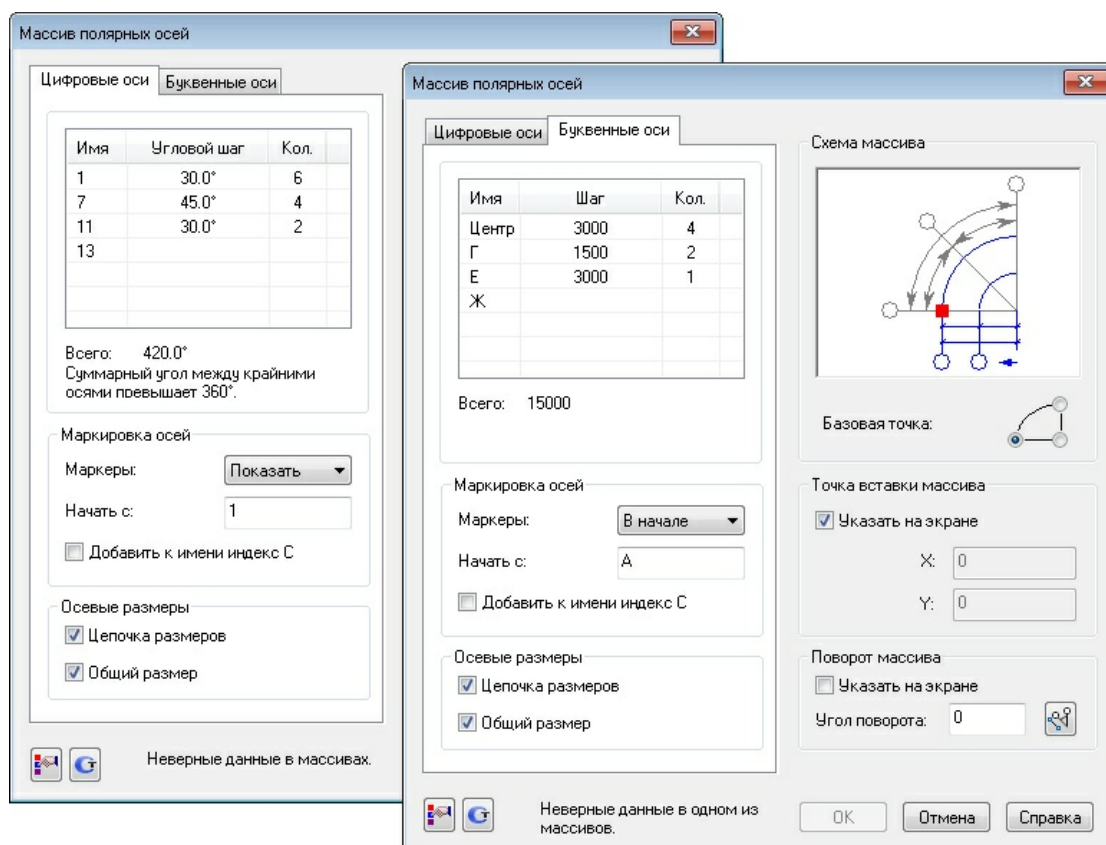 Массив полярных осей
Цифровые оси Буквенные оси
Имя Угловой шаг Кол.
1 30.0° 6
7 45.0° 4
11 30.0° 2
13
Всего: 420.0°
Суммарный угол между крайними
осями превышает 360°.
Маркировка осей
Маркеры: Показать
Начать с: 1
Добавить к имени индекс С
Осевые размеры
Цепочка размеров
Общий размер
Неверные данные в массивах.
Массив полярных осей
Цифровые оси Буквенные оси
Имя Шаг Кол.
Центр 3000 4
Г 1500 2
Е 3000 1
Ж
Всего: 15000
Маркировка осей
Маркеры: В начале
Начать с: А
Добавить к имени индекс С
Осевые размеры
Цепочка размеров
Общий размер
Схема массива
Базовая точка:
Точка вставки массива
Указать на экране
X: 0
Y: 0
Поворот массива
Указать на экране
Угол поворота: 0
Неверные данные в одном из
массивов.
OK Отмена Справка